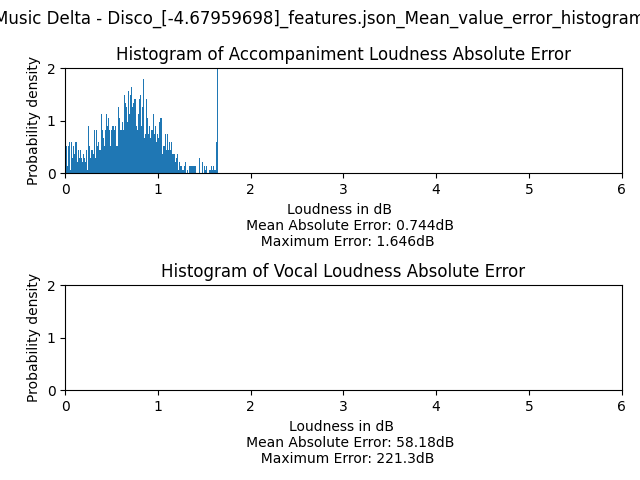 Music Delta - Disco_[-4.67959698]_features.json_Mean_value_error_histogram
Histogram of Accompaniment Loudness Absolute Error
Probability density
2
1
0
0 1 2 3 4 5 6
Loudness in dB
Mean Absolute Error: 0.744dB
Maximum Error: 1.646dB
Histogram of Vocal Loudness Absolute Error
Probability density
2
1
0
0 1 2 3 4 5 6
Loudness in dB
Mean Absolute Error: 58.18dB
Maximum Error: 221.3dB